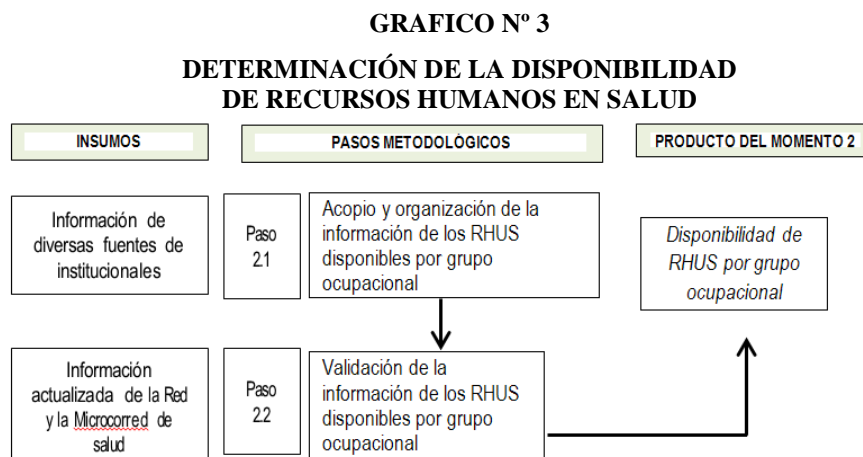 GRAFICO Nº 3
DETERMINACIÓN DE LA DISPONIBILIDAD
DE RECURSOS HUMANOS EN SALUD
INSUMOS
PASOS METODOLÓGICOS
PRODUCTO DEL MOMENTO 2
Información de
diversas fuentes de
institucionales
Paso
2.1
Acopio y organización de la
información de los RHUS
disponibles por grupo
ocupacional
Disponibilidad de
RHUS por grupo
ocupacional
Información
actualizada de la Red
y la Microcorred de
salud
Paso
2.2
Validación de la
información de los RHUS
disponibles por grupo
ocupacional